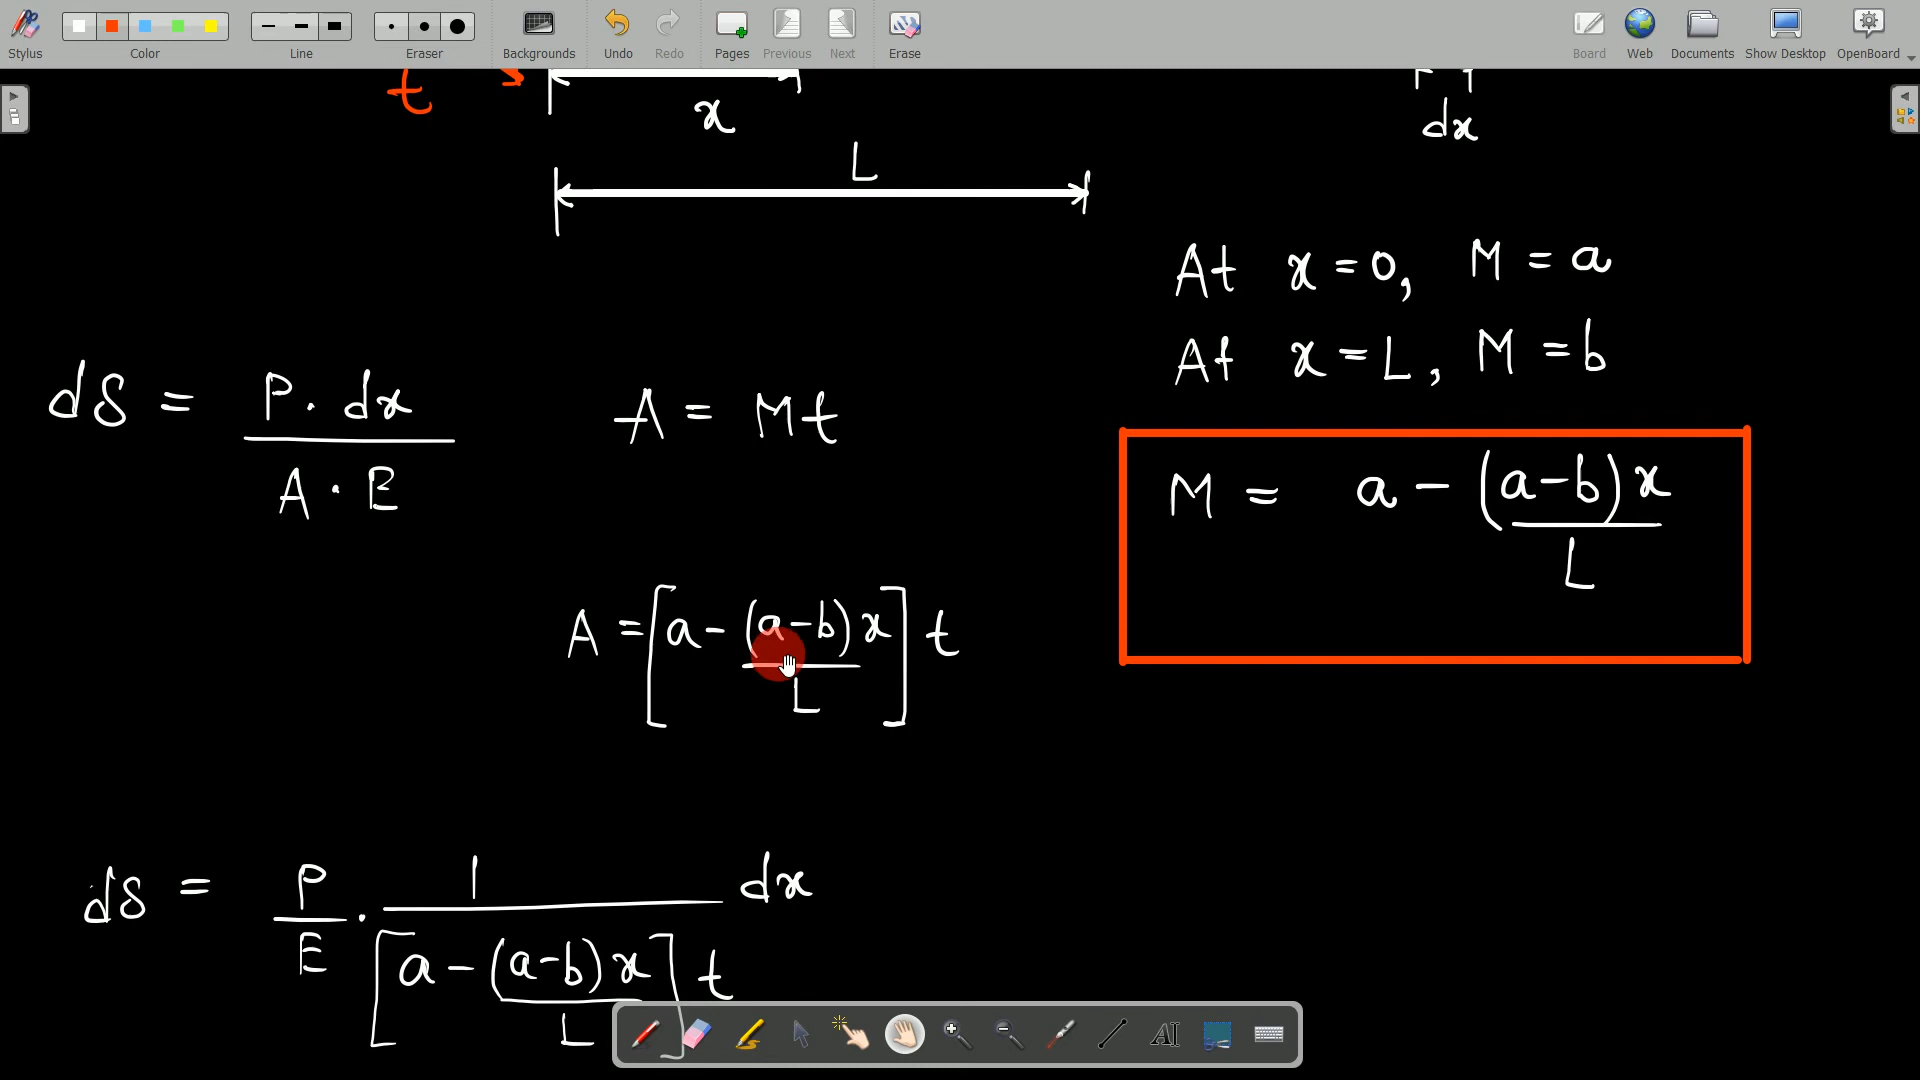 Stylus Color Line Eraser Backgrounds Undo Redo Pages Previous Next Erase Board Web Documents Show Desktop OpenBoard
t
x
dx
L
At x = 0, M = a
At x = L, M = b
dδ = P · dx / A · E
A = Mt
M = a - (a-b)x / L
A = [a - (a-b)x / L] t
dδ = P / E · 1 / [a - (a-b)x / L] t dx
AI